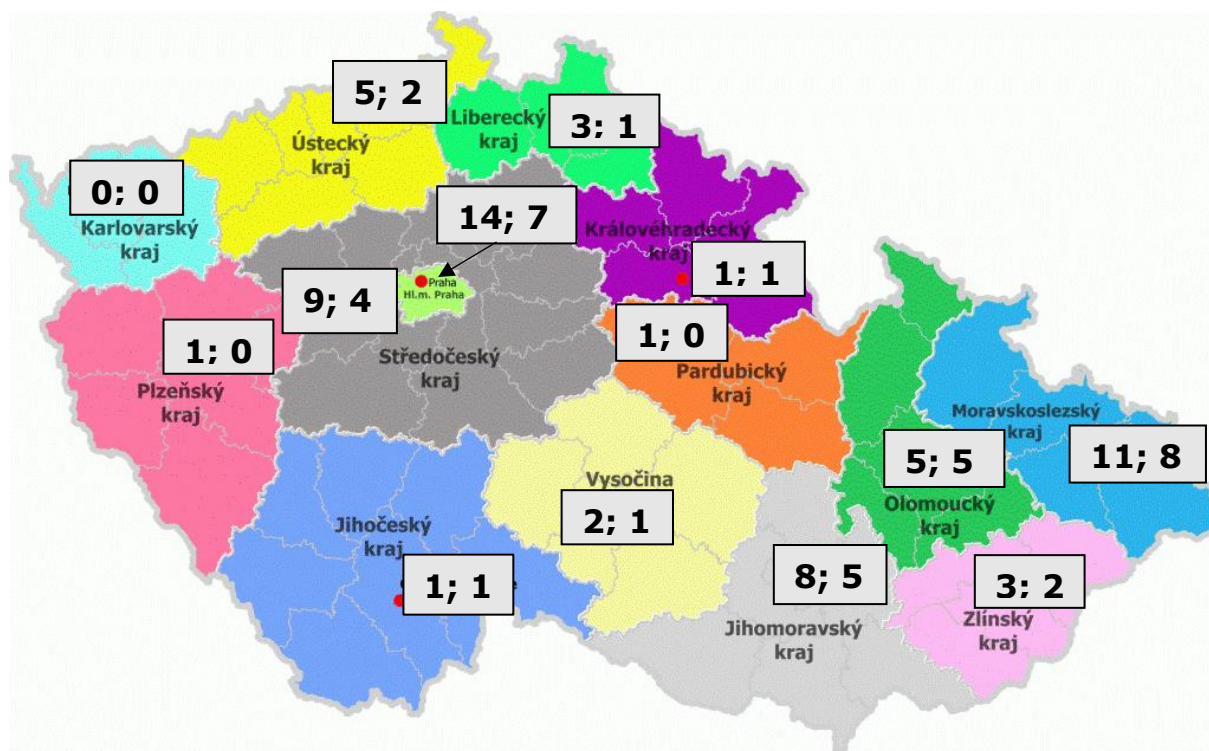 5; 2
Liberecký
kraj
3; 1
Ústecký
kraj
0; 0
Karlovarský
kraj
14; 7
Královéhradecký
kraj
1; 1
Praha
Hl.m. Praha
9; 4
1; 0
Plzeňský
kraj
Středočeský
kraj
1; 0
Pardubický
kraj
Moravskoslezský
kraj
11; 8
5; 5
Olomoucký
kraj
Vysočina
2; 1
Jihočeský
kraj
1; 1
8; 5
Jihomoravský
kraj
3; 2
Zlínský
kraj